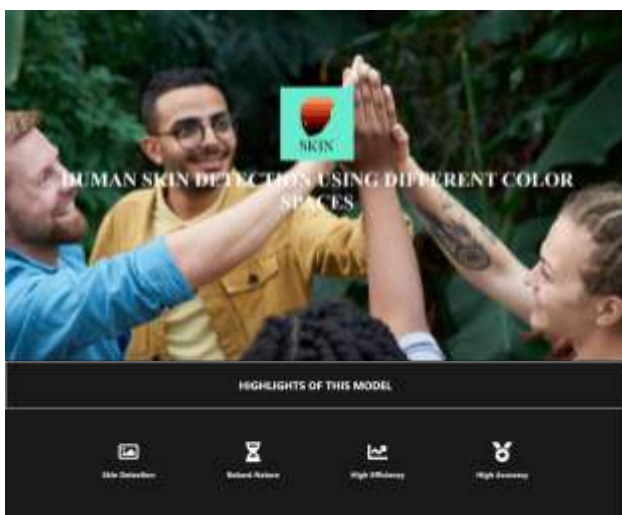 SKIN
HUMAN SKIN DETECTION USING DIFFERENT COLOR
SPACES
HIGHLIGHTS OF THIS MODEL
Skin Detection
Robust Nature
High Efficiency
High Accuracy